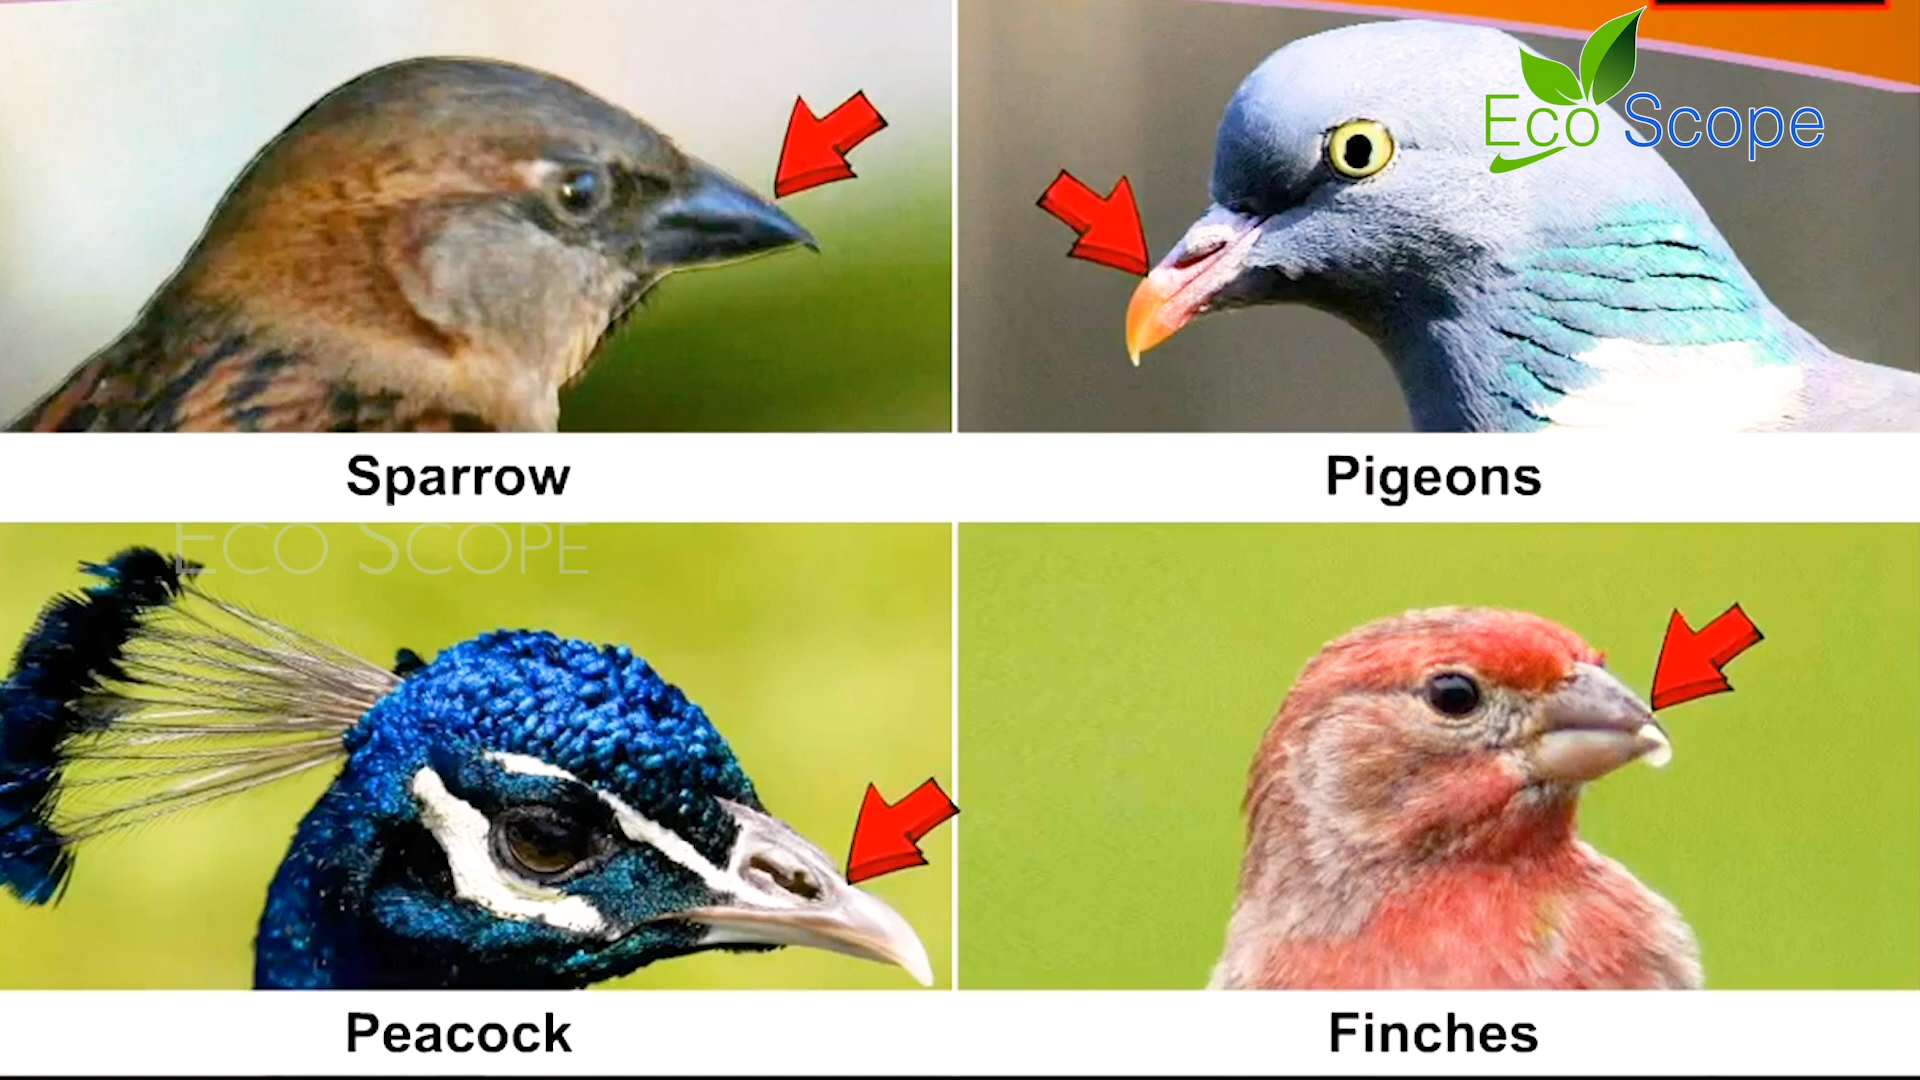 Eco Scope
Sparrow
Pigeons
ECO SCOPE
Peacock
Finches